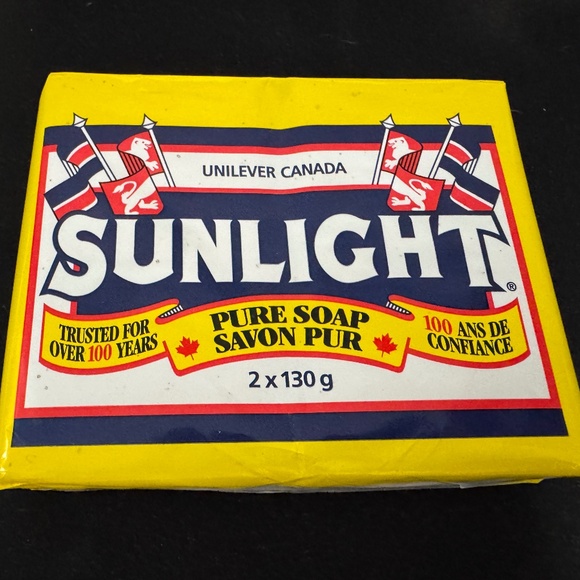 UNILEVER CANADA
SUNLIGHT®
TRUSTED FOR
OVER 100 YEARS
PURE SOAP
SAVON PUR
100 ANS DE
CONFIANCE
2 x 130 g